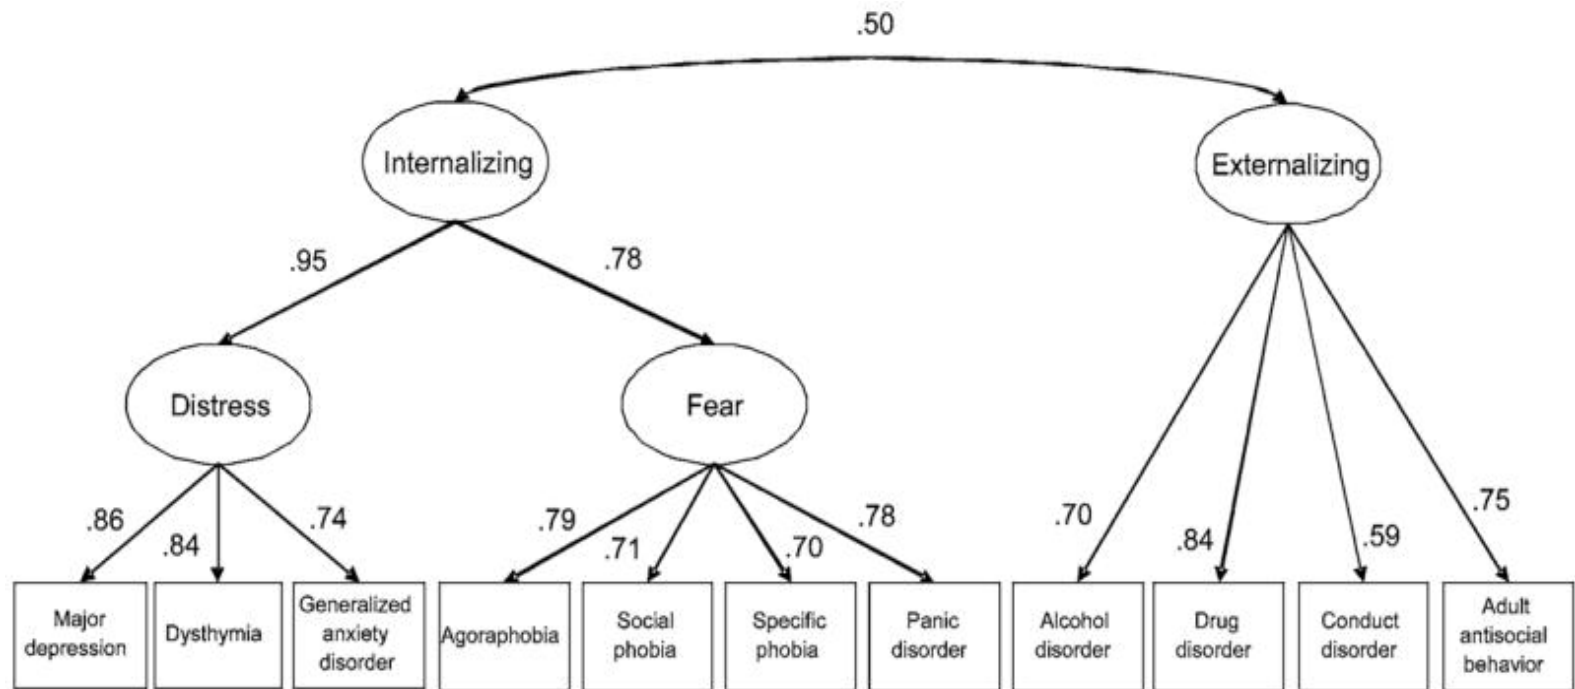 .50
Internalizing
Externalizing
.95
.78
Distress
Fear
.86
.84
.74
.79
.71
.70
.78
.70
.84
.59
.75
Major
depression
Dysthymia
Generalized
anxiety
disorder
Agoraphobia
Social
phobia
Specific
phobia
Panic
disorder
Alcohol
disorder
Drug
disorder
Conduct
disorder
Adult
antisocial
behavior